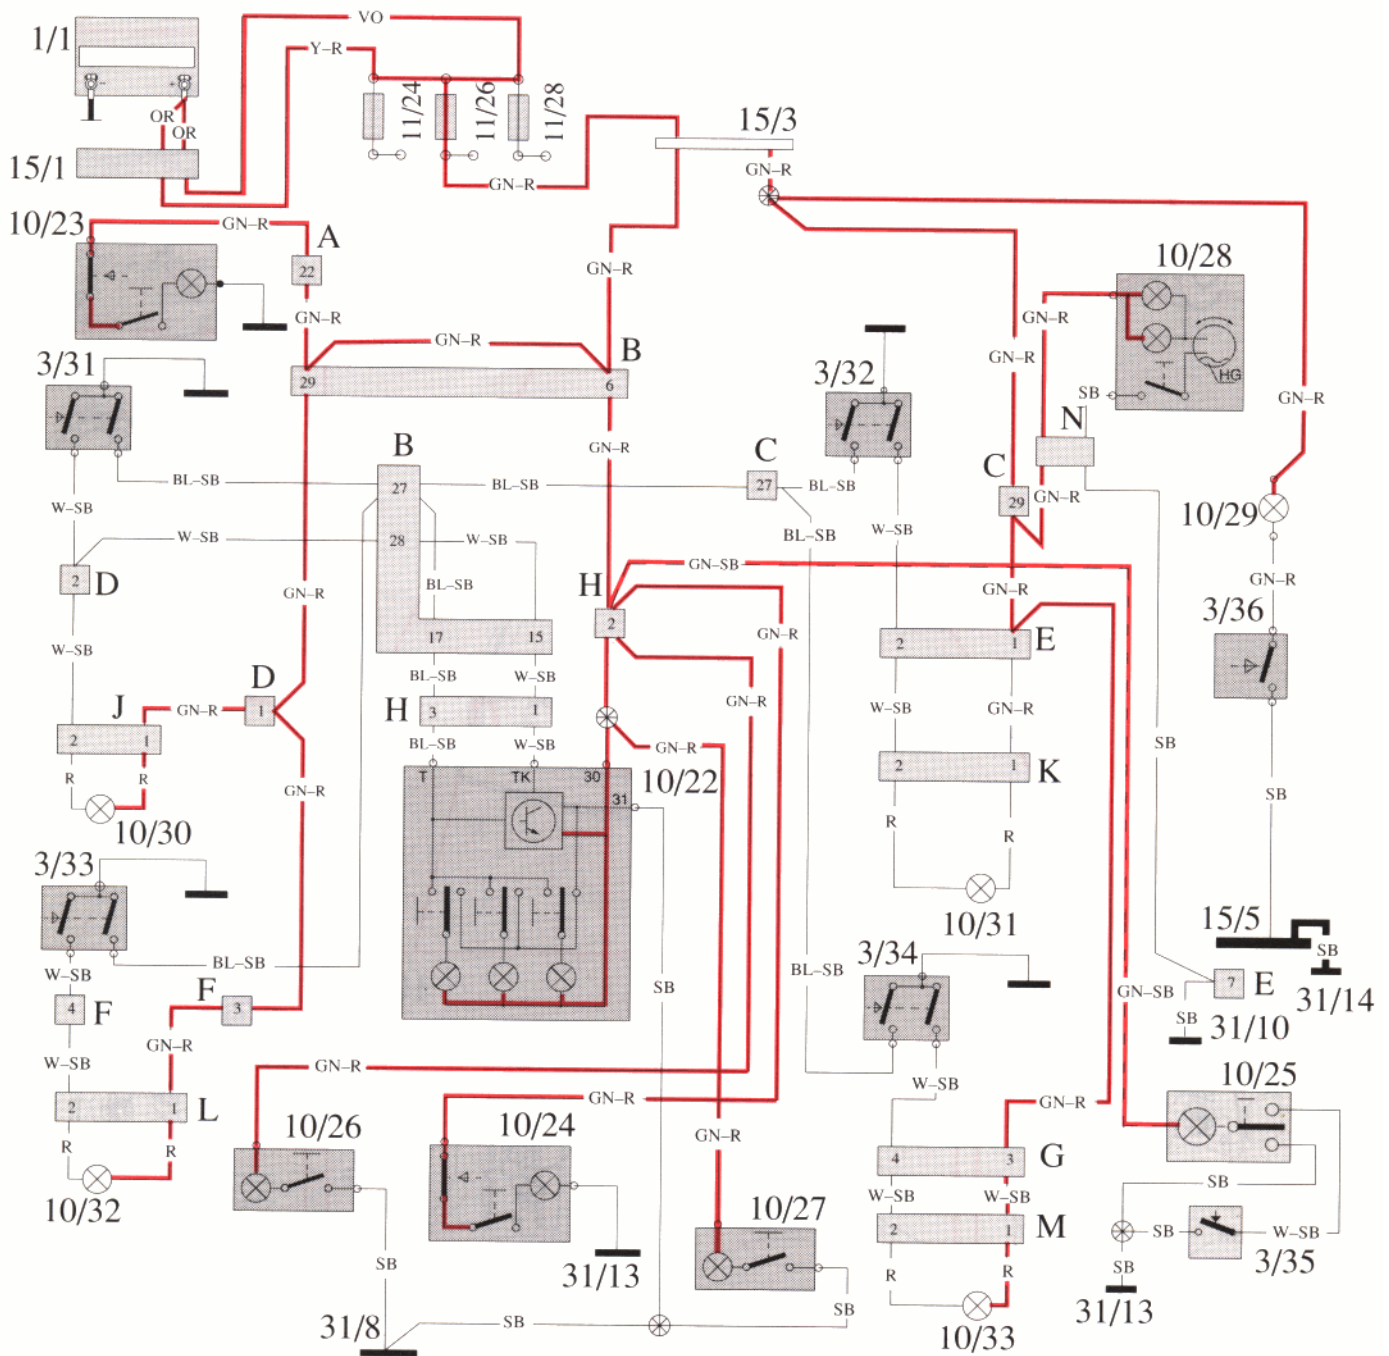 1/1
VO
Y–R
- +
OR
OR
11/24
11/26
11/28
15/3
15/1
GN–R
GN–R
10/23
GN–R
A
22
GN–R
10/28
GN–R
GN–R
GN–R
HG
3/31
GN–R
B
3/32
GN–R
29
6
SB
GN–R
N
GN–R
B
C
C
27
BL–SB
BL–SB
27
BL–SB
29
GN–R
10/29
W–SB
W–SB
28
W–SB
BL–SB
W–SB
2
D
BL–SB
H
GN–SB
GN–R
GN–R
GN–R
2
GN–R
3/36
W–SB
17
15
2
1
E
D
BL–SB
W–SB
J
GN–R
1
H
3
1
GN–R
W–SB
GN–R
2
1
BL–SB
W–SB
GN–R
SB
R
R
GN–R
T
TK
30
10/22
2
1
K
SB
31
10/30
R
R
3/33
10/31
15/5
SB
BL–SB
3/34
W–SB
SB
BL–SB
GN–SB
7
E
31/14
4
F
F
3
SB
31/10
GN–R
W–SB
GN–R
W–SB
10/25
2
1
L
GN–R
GN–R
R
R
10/26
10/24
GN–R
4
3
G
SB
10/32
W–SB
W–SB
10/27
2
1
M
SB
W–SB
SB
31/13
R
R
SB
3/35
31/8
SB
SB
10/33
31/13